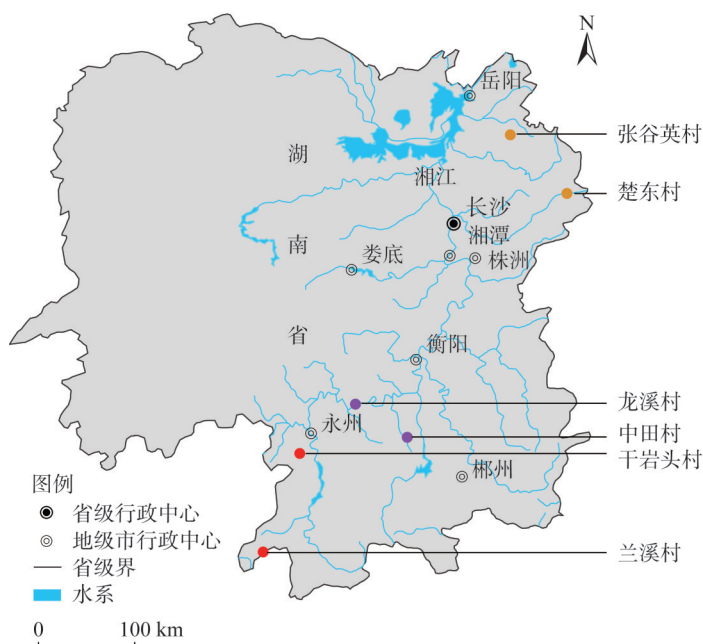 N
岳阳
张谷英村
湖
湘江
楚东村
长沙
南
湘潭
娄底
株洲
省
衡阳
龙溪村
永州
中田村
干岩头村
郴州
图例
省级行政中心
地级市行政中心
兰溪村
省级界
水系
0 100 km